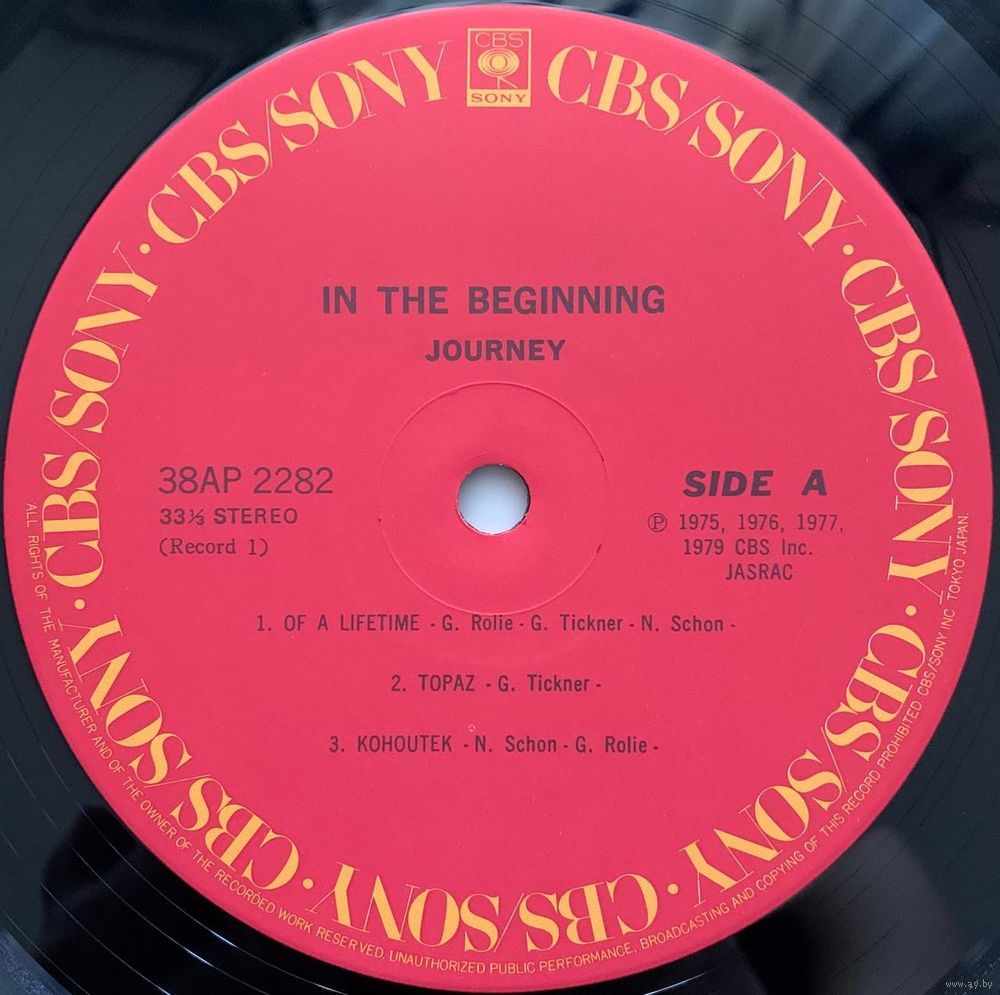 CBS
SONY
CBS/SONY · CBS/SONY · CBS/SONY · CBS/SONY · CBS/SONY · CBS/SONY · CBS/SONY · CBS/SONY
IN THE BEGINNING
JOURNEY
38AP 2282
33⅓ STEREO
(Record 1)
SIDE A
Ⓟ 1975, 1976, 1977,
1979 CBS Inc.
JASRAC
1. OF A LIFETIME - G. Rolie - G. Tickner - N. Schon -
2. TOPAZ - G. Tickner -
3. KOHOUTEK - N. Schon - G. Rolie -
ALL RIGHTS OF THE MANUFACTURER AND OF THE OWNER OF THE RECORDED WORK RESERVED. UNAUTHORIZED PUBLIC PERFORMANCE, BROADCASTING AND COPYING OF THIS RECORD PROHIBITED CBS/SONY INC TOKYO JAPAN.
www.ay.by